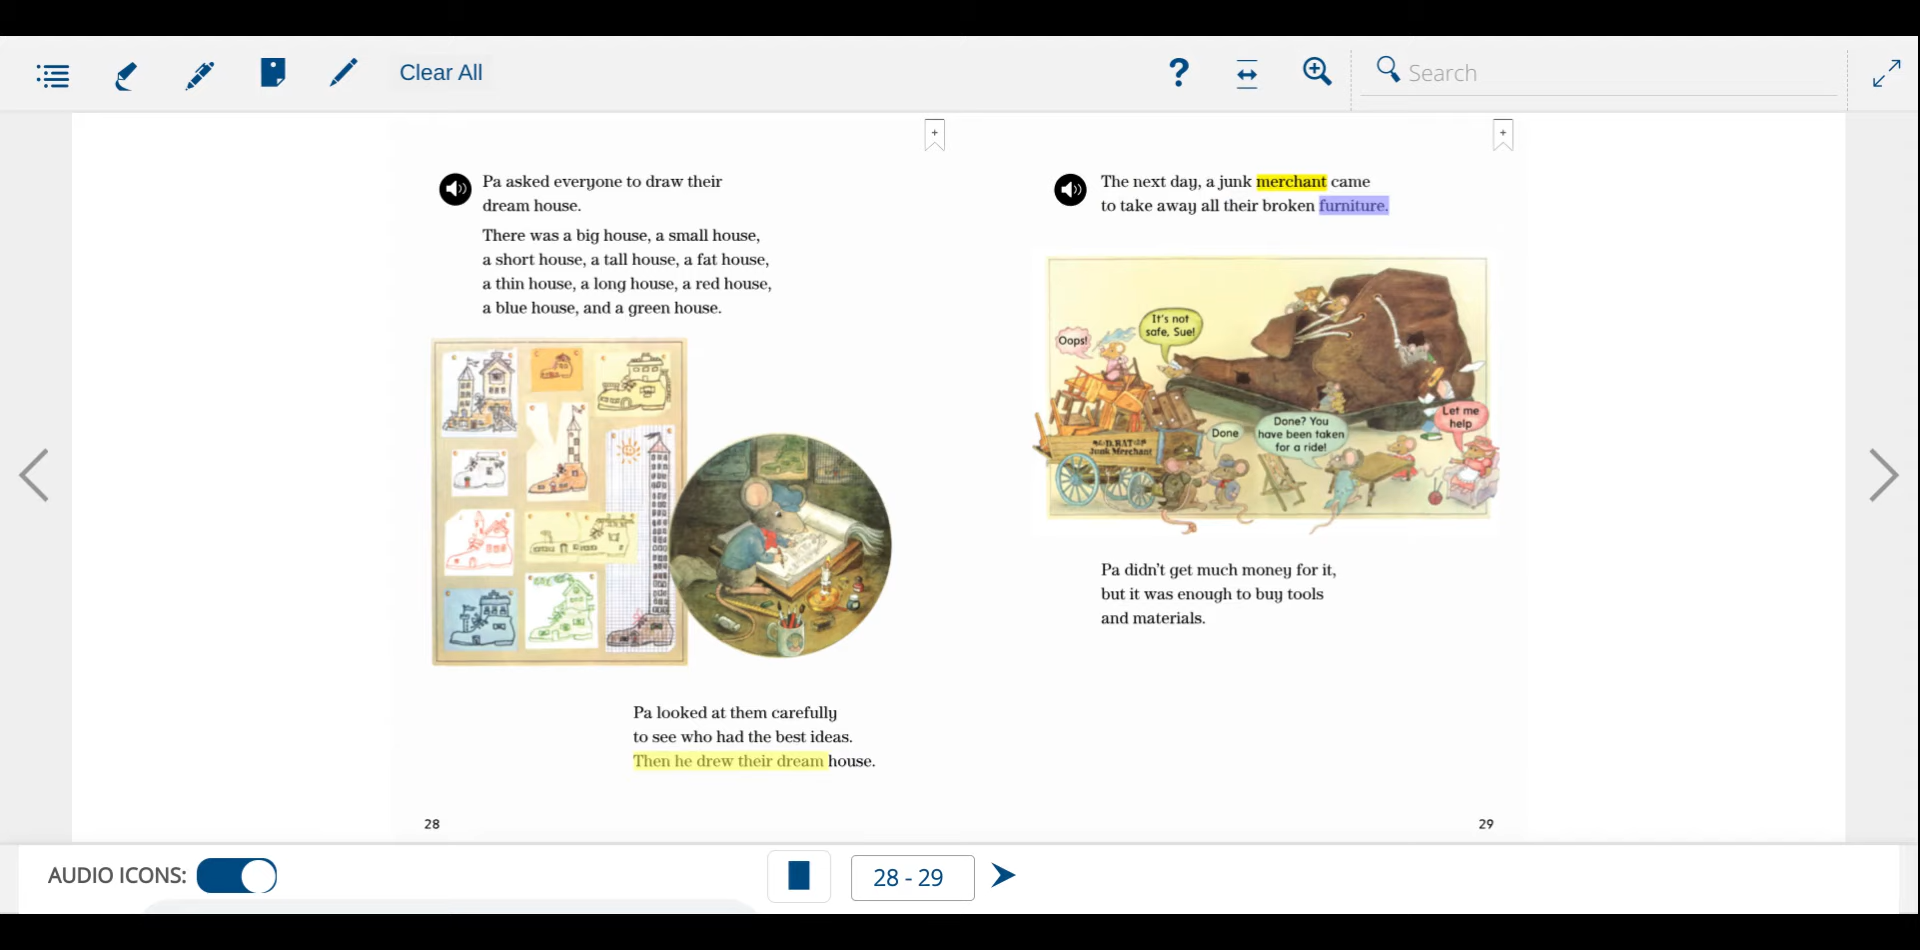 Clear All
Search
Pa asked everyone to draw their
dream house.
There was a big house, a small house,
a short house, a tall house, a fat house,
a thin house, a long house, a red house,
a blue house, and a green house.
Pa looked at them carefully
to see who had the best ideas.
Then he drew their dream house.
28
The next day, a junk merchant came
to take away all their broken furniture.
Oops!
It's not
safe, Sue!
D. RAT
Junk Merchant
Done
Done? You
have been taken
for a ride!
Let me
help
Pa didn't get much money for it,
but it was enough to buy tools
and materials.
29
AUDIO ICONS:
28 - 29